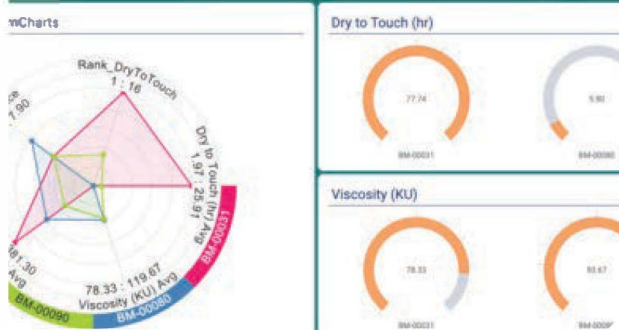 mCharts
Rank_DryToTouch
1 : 16
7.90
Dry to Touch (hr) Avg
1.97 : 25.91
BM-00031
381.30
Avg
78.33 : 119.67
Viscosity (KU) Avg
BM-00090
BM-00080
Dry to Touch (hr)
77.74
BM-00031
5.90
BM-00080
Viscosity (KU)
78.33
BM-00031
93.67